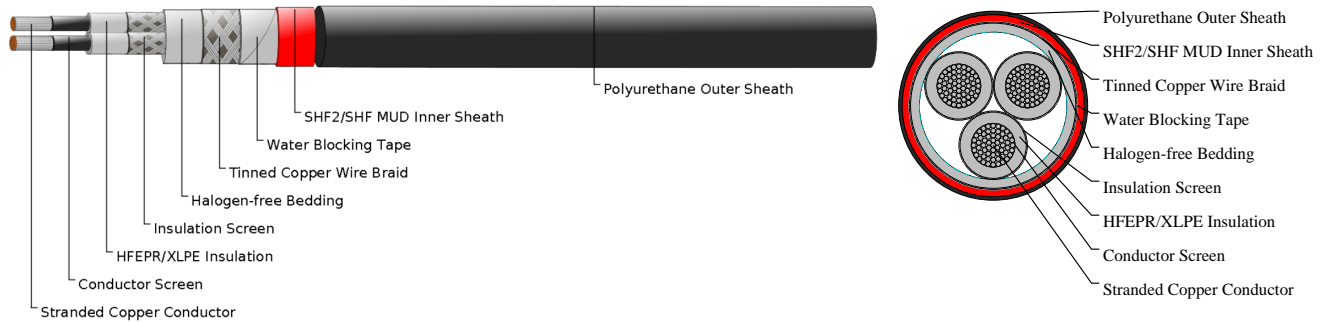 Polyurethane Outer Sheath
SHF2/SHF MUD Inner Sheath
Water Blocking Tape
Tinned Copper Wire Braid
Halogen-free Bedding
Insulation Screen
HFEPR/XLPE Insulation
Conductor Screen
Stranded Copper Conductor
Polyurethane Outer Sheath
SHF2/SHF MUD Inner Sheath
Tinned Copper Wire Braid
Water Blocking Tape
Halogen-free Bedding
Insulation Screen
HFEPR/XLPE Insulation
Conductor Screen
Stranded Copper Conductor